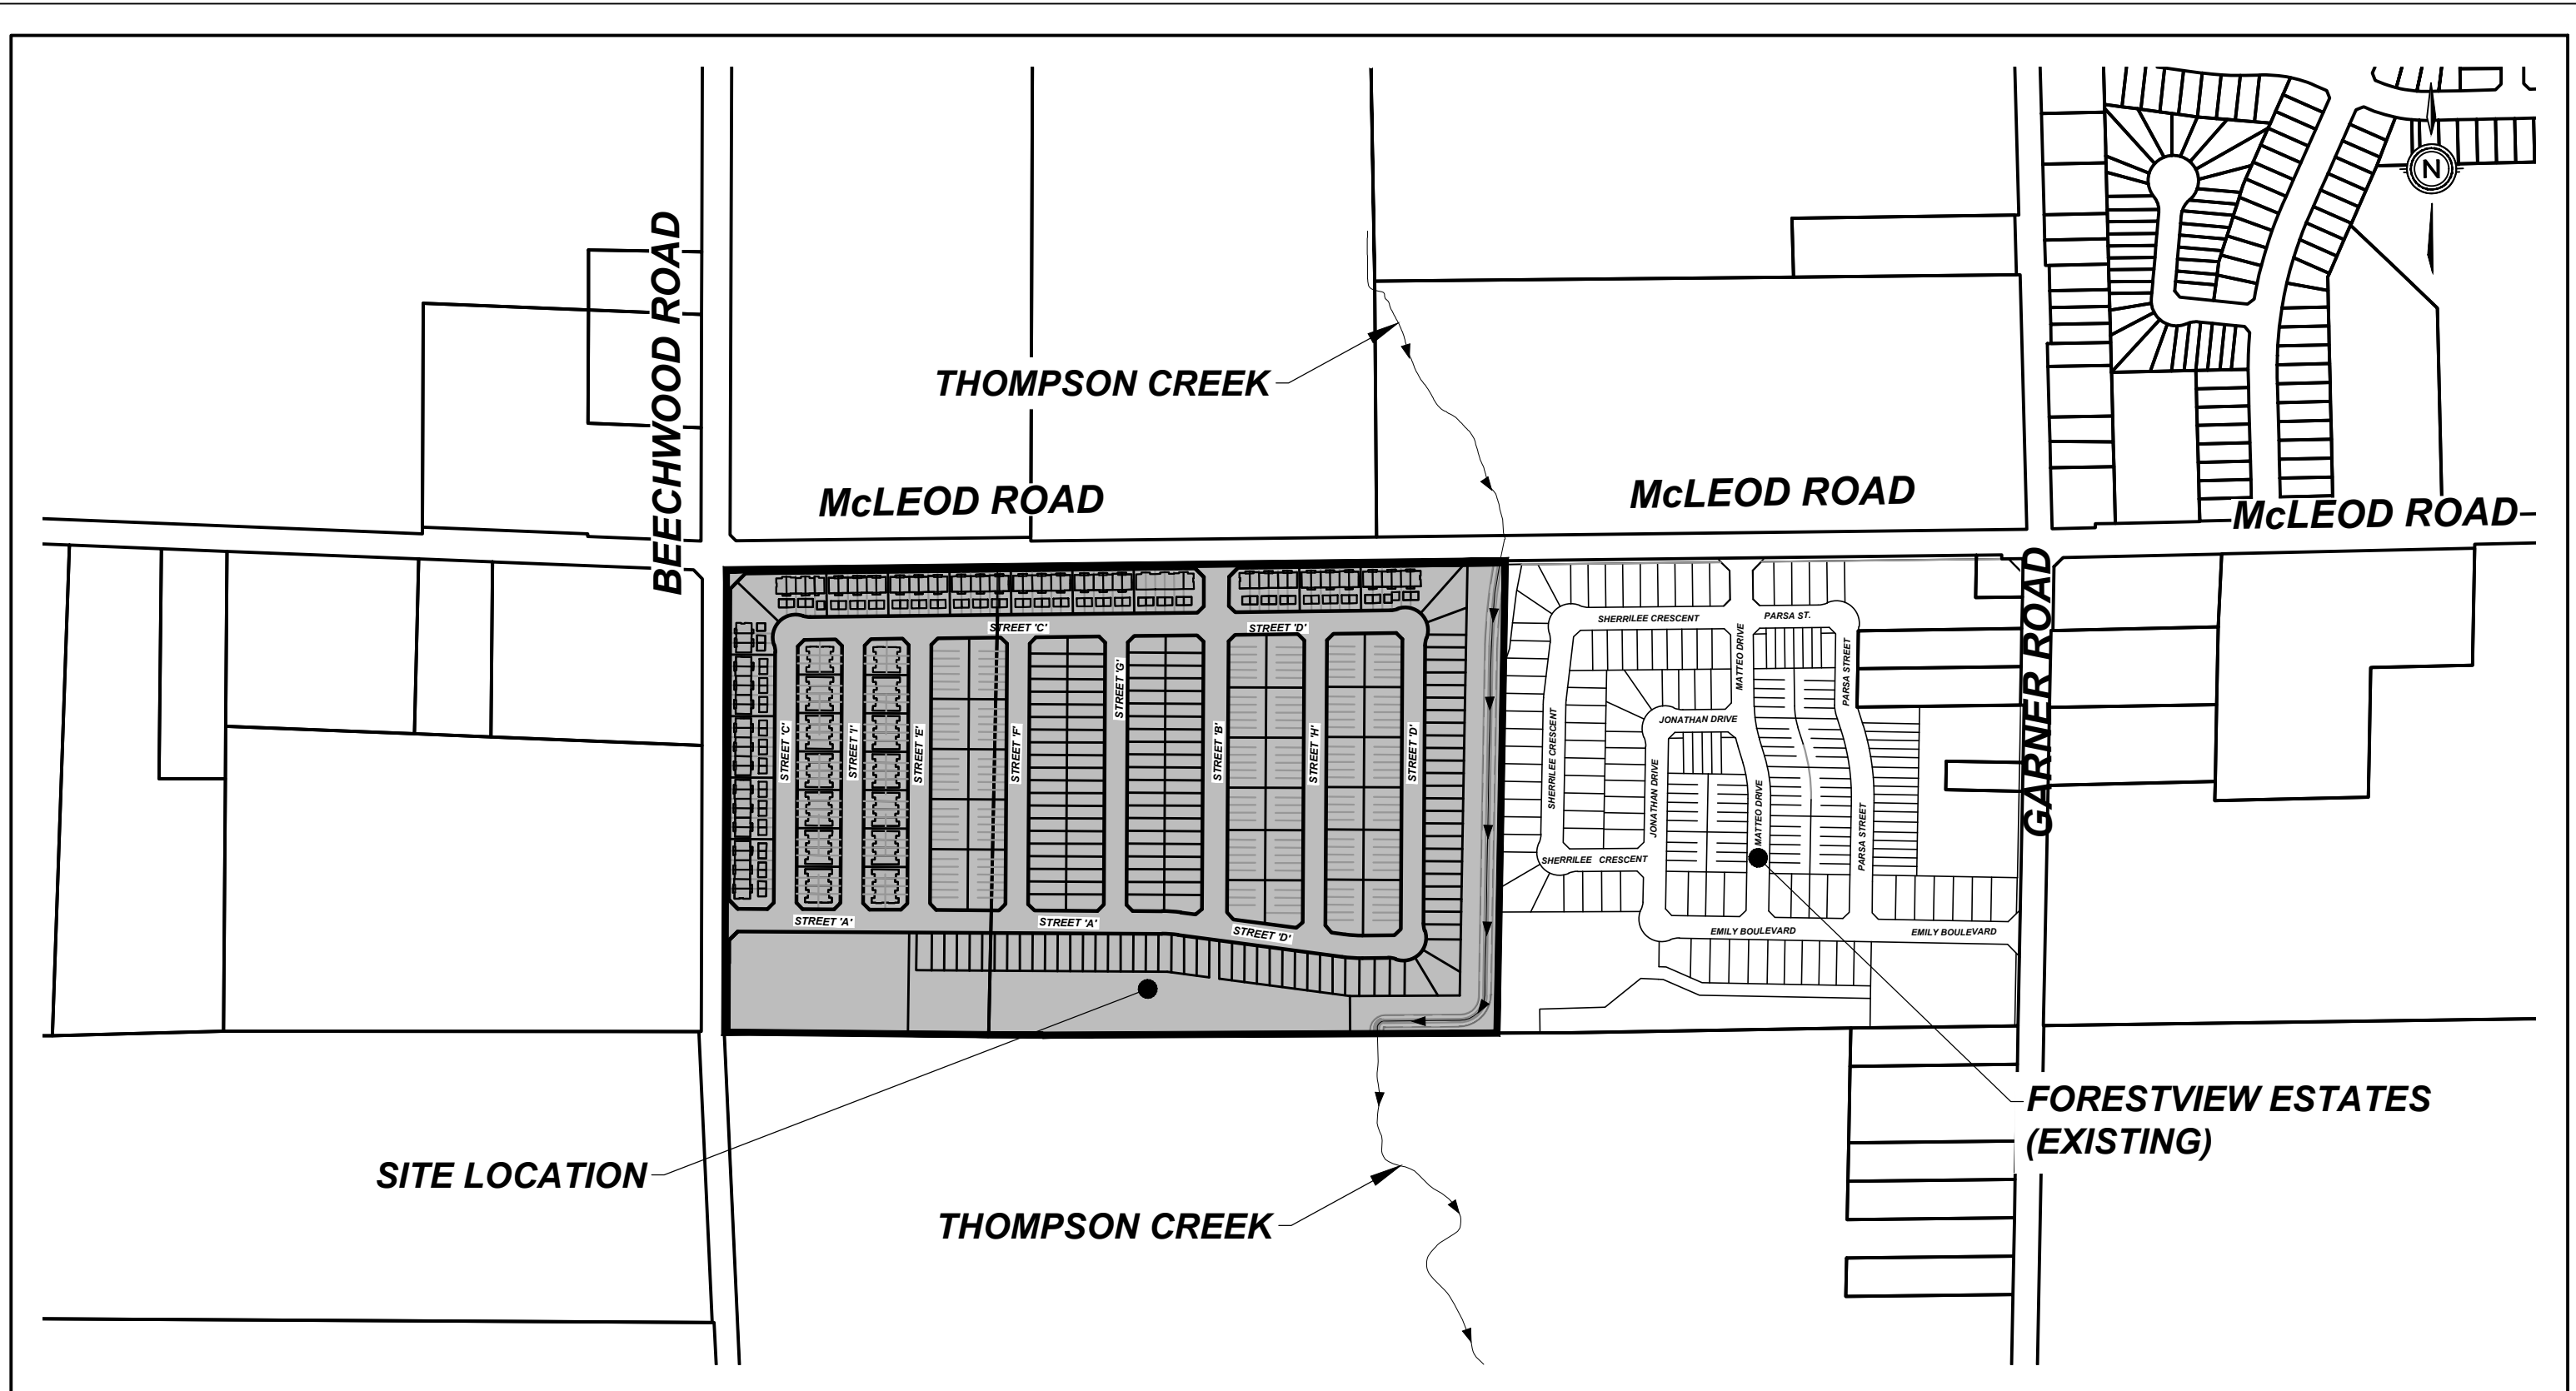 N
BEECHWOOD ROAD
THOMPSON CREEK
McLEOD ROAD
McLEOD ROAD
McLEOD ROAD
GARNER ROAD
STREET 'C'
STREET 'D'
STREET 'G'
STREET 'C'
STREET 'I'
STREET 'E'
STREET 'F'
STREET 'B'
STREET 'H'
STREET 'D'
STREET 'A'
STREET 'A'
STREET 'D'
SHERRILEE CRESCENT
PARSA ST.
MATTEO DRIVE
PARSA STREET
JONATHAN DRIVE
SHERRILEE CRESCENT
JONATHAN DRIVE
MATTEO DRIVE
PARSA STREET
SHERRILEE CRESCENT
EMILY BOULEVARD
EMILY BOULEVARD
SITE LOCATION
THOMPSON CREEK
FORESTVIEW ESTATES
(EXISTING)